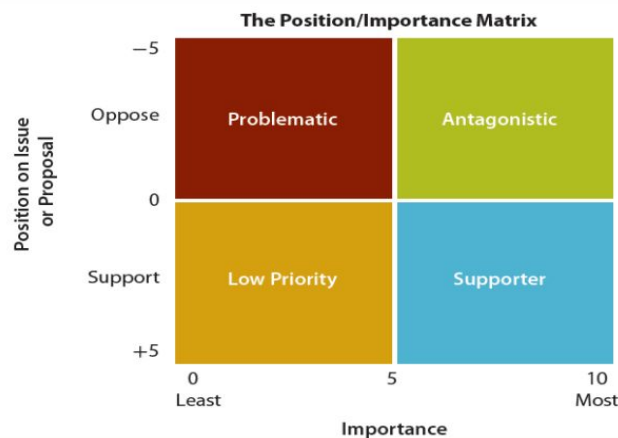 The Position/Importance Matrix
−5
Oppose
Problematic
Antagonistic
Position on Issue
or Proposal
0
Support
Low Priority
Supporter
+5
0
5
10
Least
Most
Importance